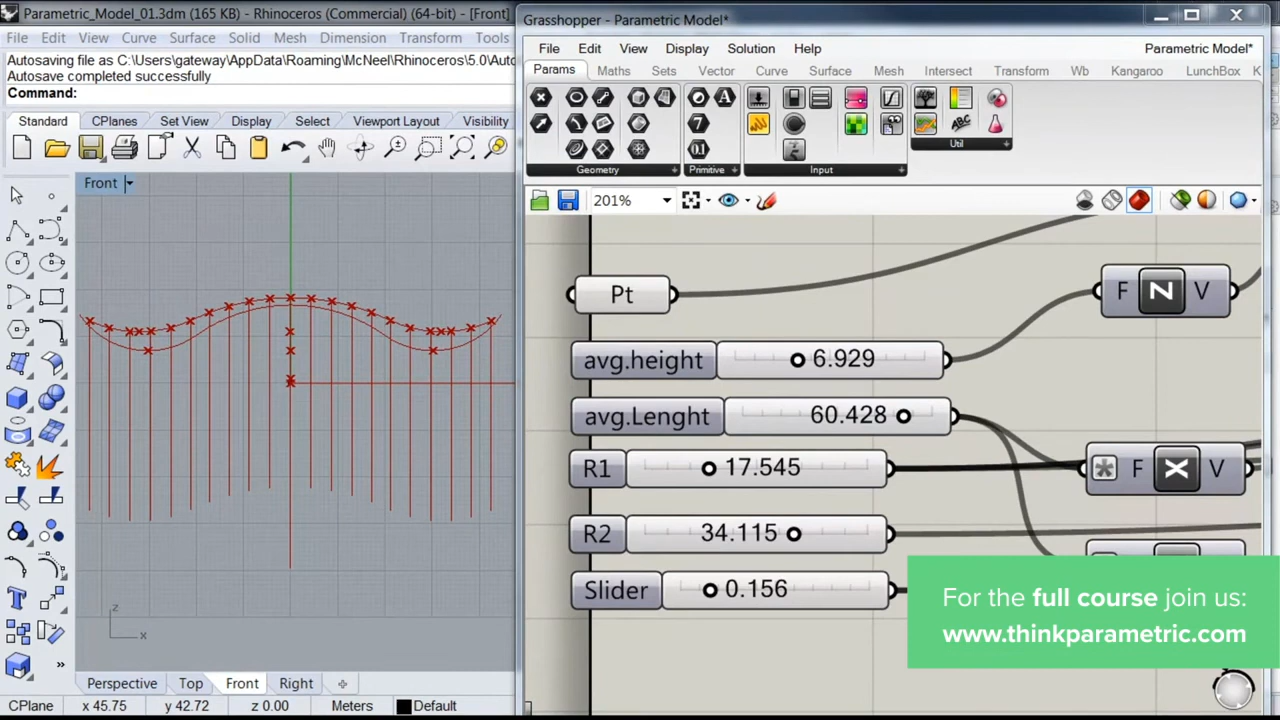 Parametric_Model_01.3dm (165 KB) - Rhinoceros (Commercial) (64-bit) - [Front]
File Edit View Curve Surface Solid Mesh Dimension Transform Tools
Autosaving file as C:\Users\gateway\AppData\Roaming\McNeel\Rhinoceros\5.0\Auto
Autosave completed successfully
Command:
Standard CPlanes Set View Display Select Viewport Layout Visibility
Front
z
x
Perspective Top Front Right
CPlane x 45.75 y 42.72 z 0.00 Meters Default
Grasshopper - Parametric Model*
File Edit View Display Solution Help Parametric Model*
Params Maths Sets Vector Curve Surface Mesh Intersect Transform Wb Kangaroo LunchBox K
Geometry Primitive Input Util
201%
Pt
F N V
avg.height 6.929
avg.Lenght 60.428
R1 17.545
F X V
R2 34.115
Slider 0.156
For the full course join us:
www.thinkparametric.com